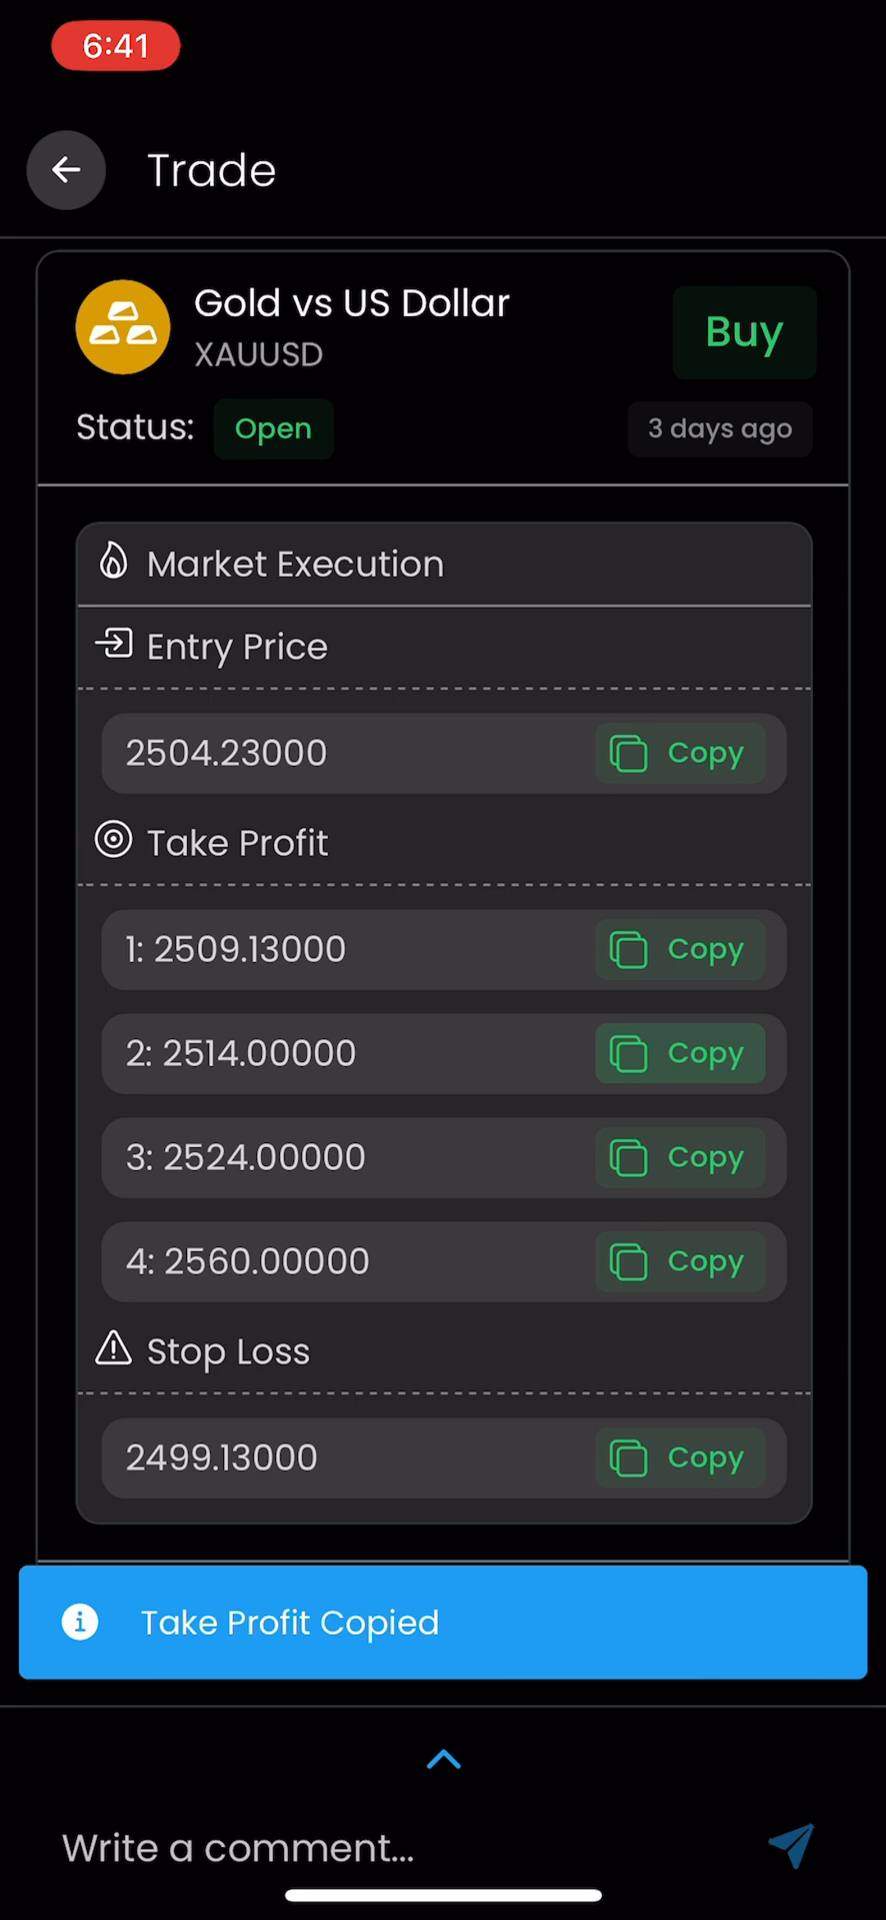 6:41
Trade
Gold vs US Dollar
XAUUSD
Buy
Status: Open
3 days ago
Market Execution
Entry Price
2504.23000 Copy
Take Profit
1: 2509.13000 Copy
2: 2514.00000 Copy
3: 2524.00000 Copy
4: 2560.00000 Copy
Stop Loss
2499.13000 Copy
Take Profit Copied
Write a comment...